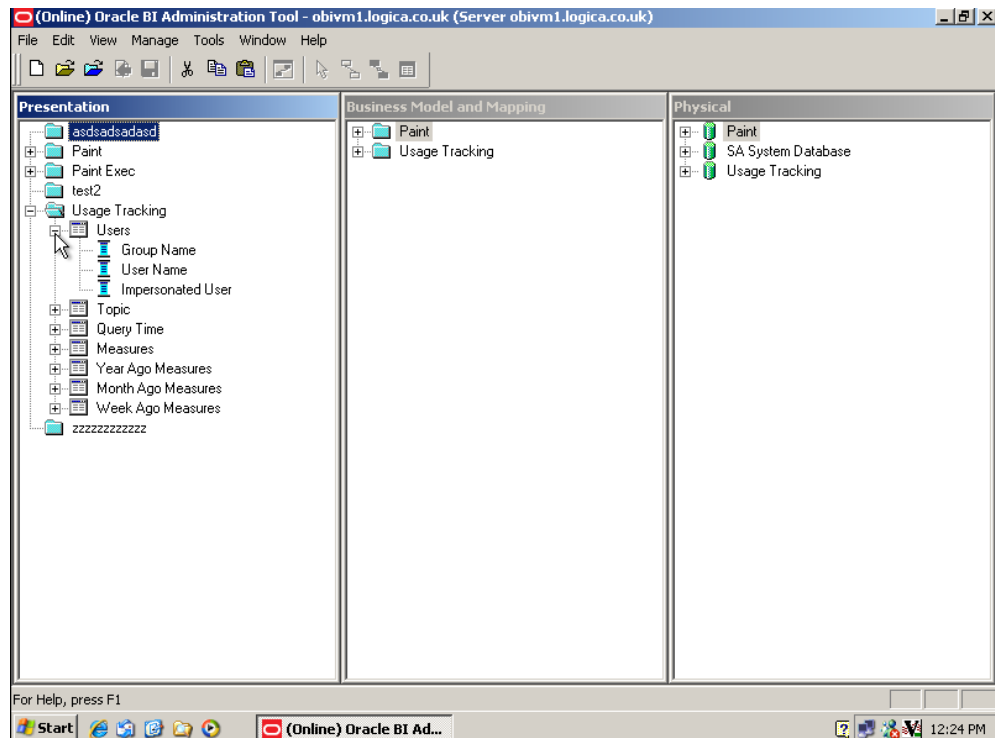 (Online) Oracle BI Administration Tool - obivm1.logica.co.uk (Server obivm1.logica.co.uk)
File Edit View Manage Tools Window Help
Presentation
asdsadsadasd
Paint
Paint Exec
test2
Usage Tracking
Users
Group Name
User Name
Impersonated User
Topic
Query Time
Measures
Year Ago Measures
Month Ago Measures
Week Ago Measures
zzzzzzzzzzzz
Business Model and Mapping
Paint
Usage Tracking
Physical
Paint
SA System Database
Usage Tracking
For Help, press F1
Start
(Online) Oracle BI Ad...
12:24 PM